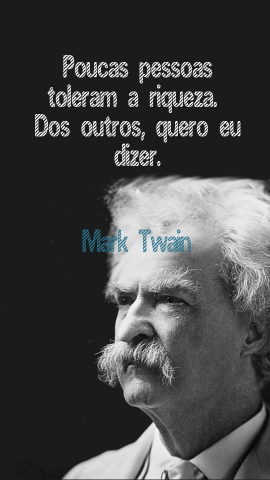 Poucas pessoas
toleram a riqueza.
Dos outros, quero eu
dizer.
Mark Twain